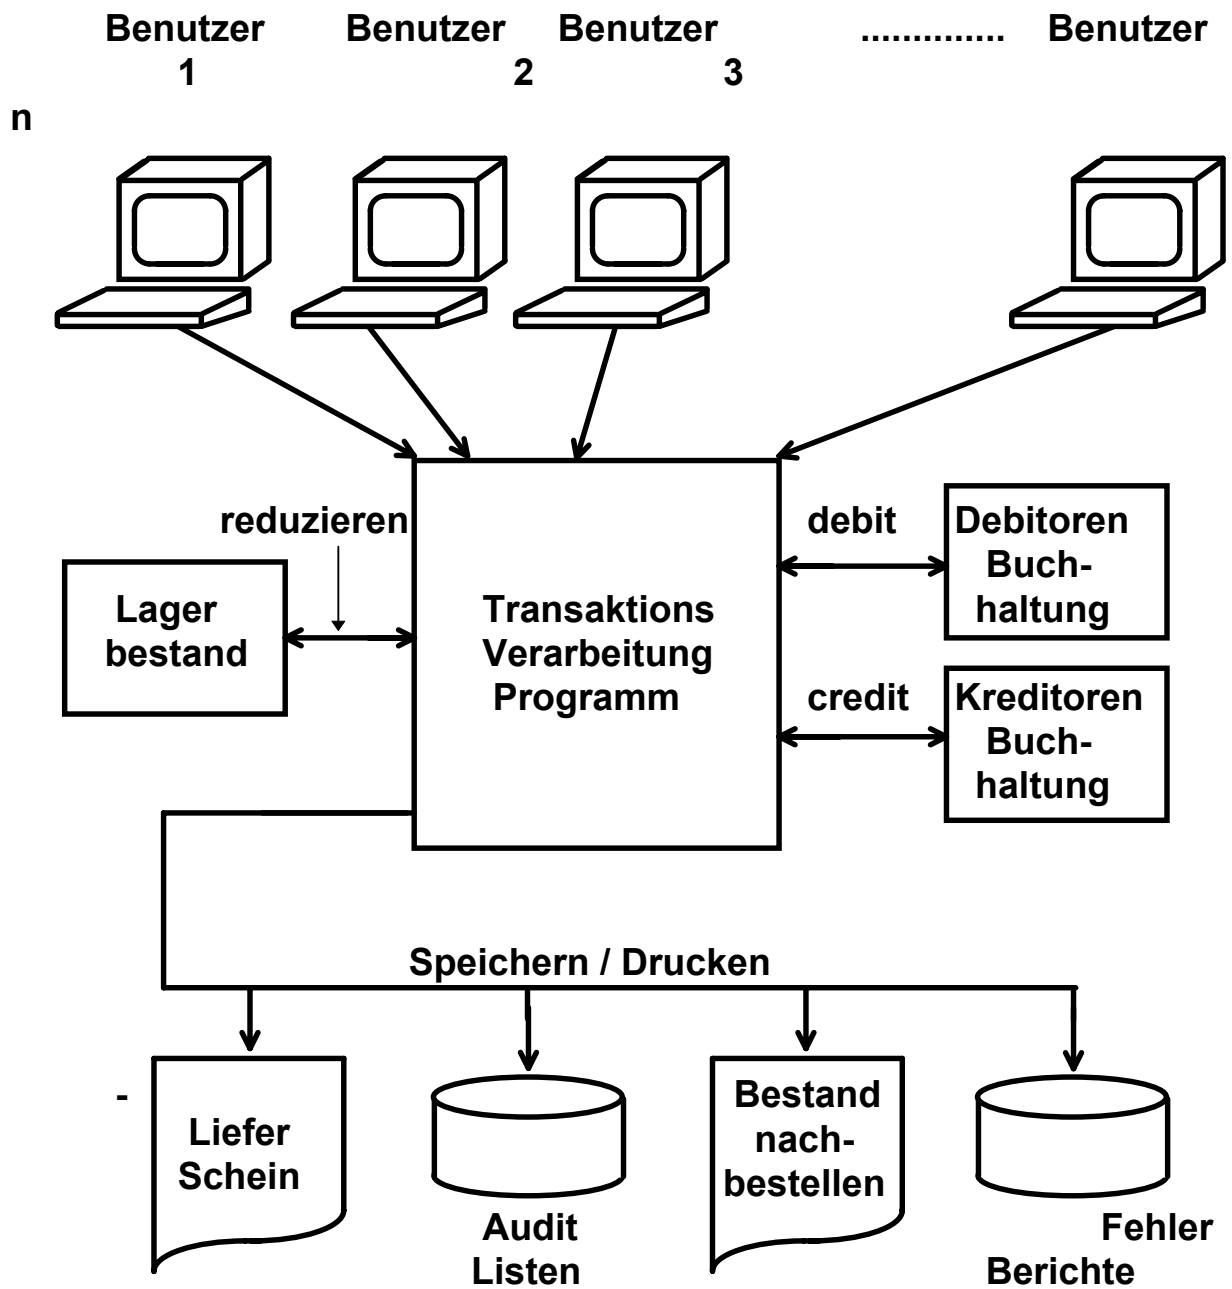 Benutzer Benutzer Benutzer .............. Benutzer
1 2 3
n
reduzieren
debit
Debitoren
Buch-
haltung
Lager
bestand
Transaktions
Verarbeitung
Programm
credit
Kreditoren
Buch-
haltung
Speichern / Drucken
-
Liefer
Schein
Audit
Listen
Bestand
nach-
bestellen
Fehler
Berichte